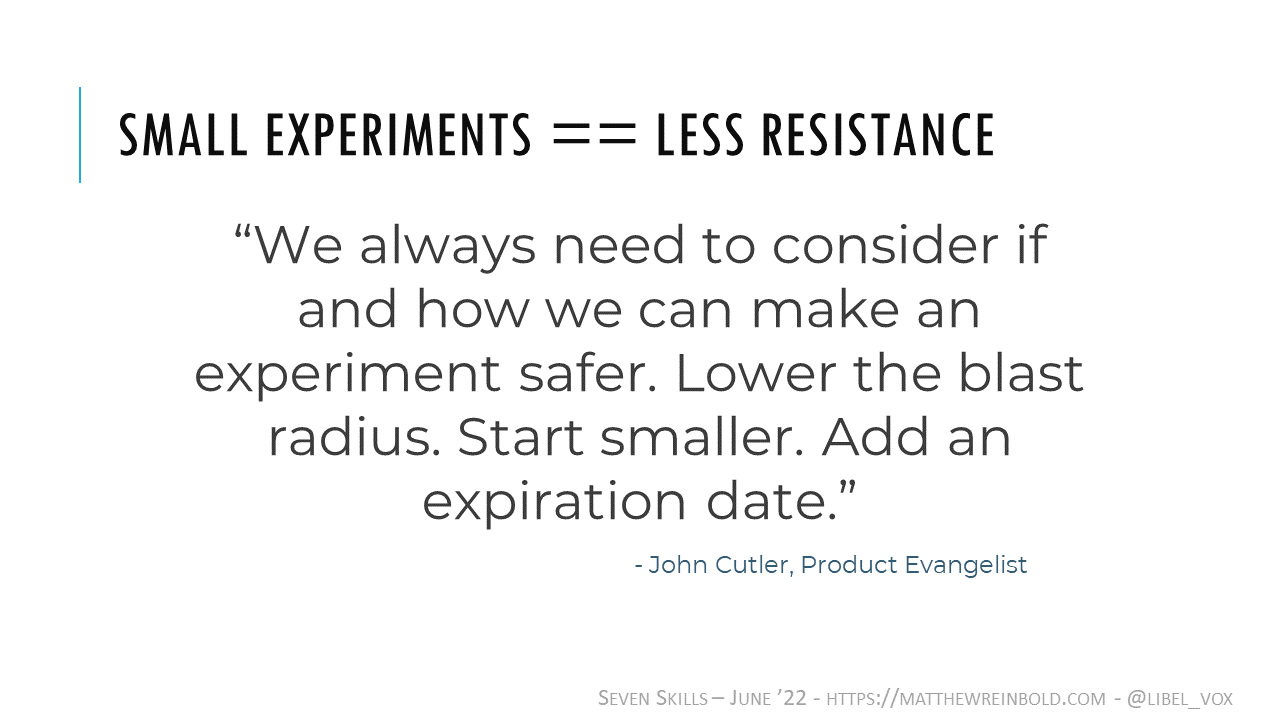 SMALL EXPERIMENTS == LESS RESISTANCE
“We always need to consider if
and how we can make an
experiment safer. Lower the blast
radius. Start smaller. Add an
expiration date.”
- John Cutler, Product Evangelist
Seven Skills – June ’22 - https://matthewreinbold.com - @libel_vox